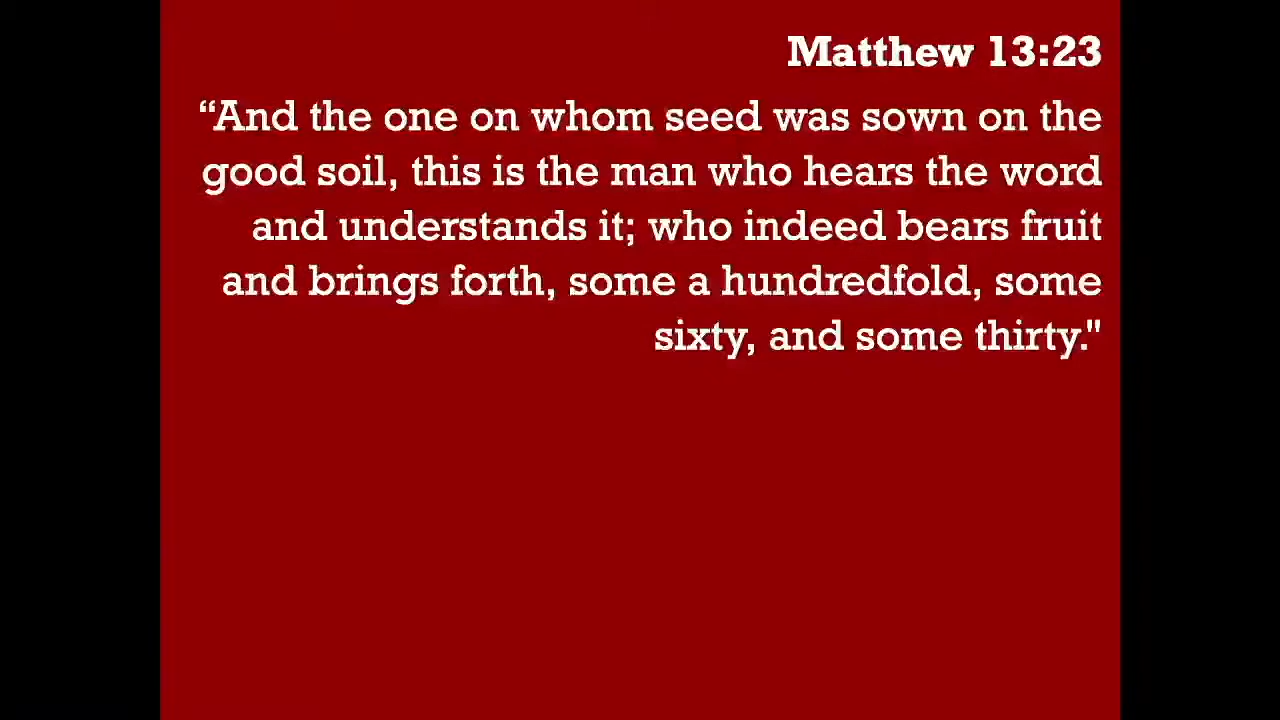 Matthew 13:23
“And the one on whom seed was sown on the
good soil, this is the man who hears the word
and understands it; who indeed bears fruit
and brings forth, some a hundredfold, some
sixty, and some thirty."